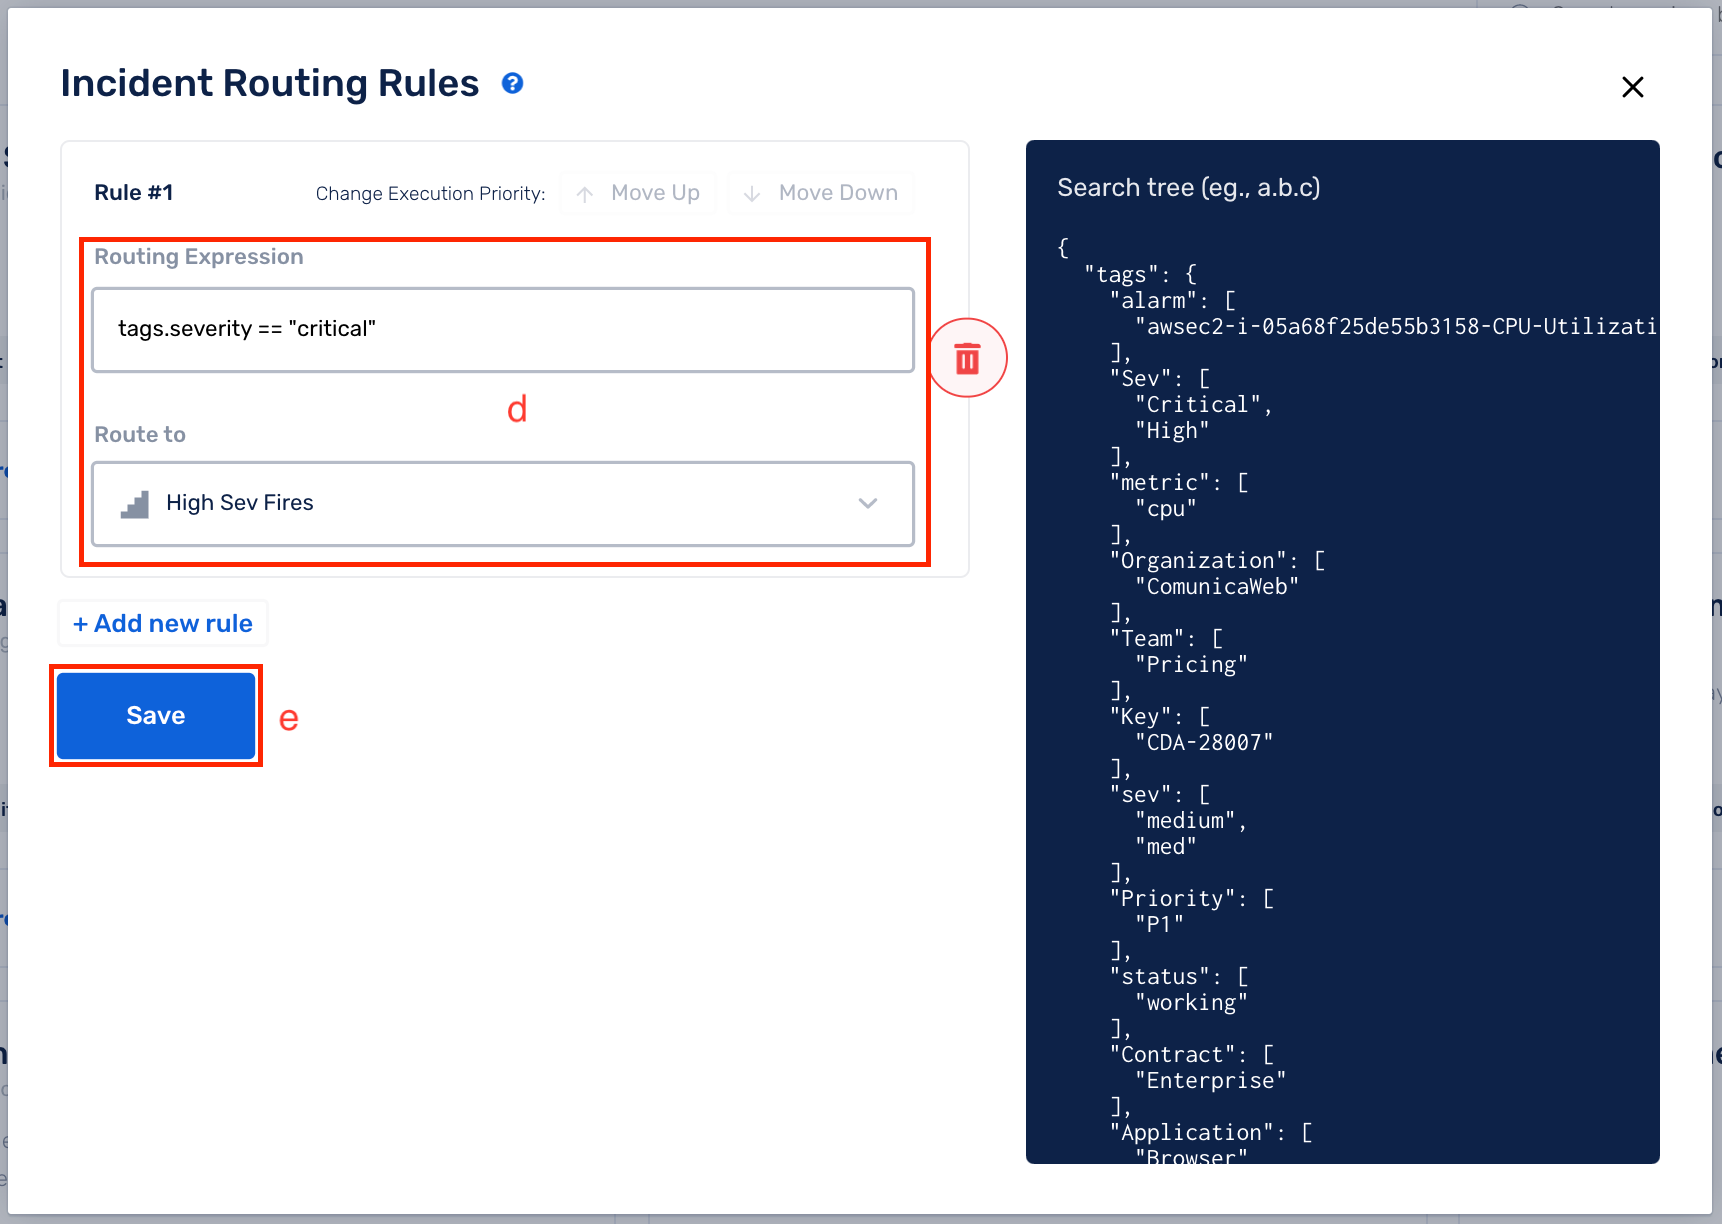 Incident Routing Rules ?
Rule #1 Change Execution Priority: Move Up Move Down
Routing Expression
tags.severity == "critical"
d
Route to
High Sev Fires
+ Add new rule
Save
e
Search tree (eg., a.b.c)
{
"tags": {
"alarm": [
"awsec2-i-05a68f25de55b3158-CPU-Utilizati
],
"Sev": [
"Critical",
"High"
],
"metric": [
"cpu"
],
"Organization": [
"ComunicaWeb"
],
"Team": [
"Pricing"
],
"Key": [
"CDA-28007"
],
"sev": [
"medium",
"med"
],
"Priority": [
"P1"
],
"status": [
"working"
],
"Contract": [
"Enterprise"
],
"Application": [
"Browser"